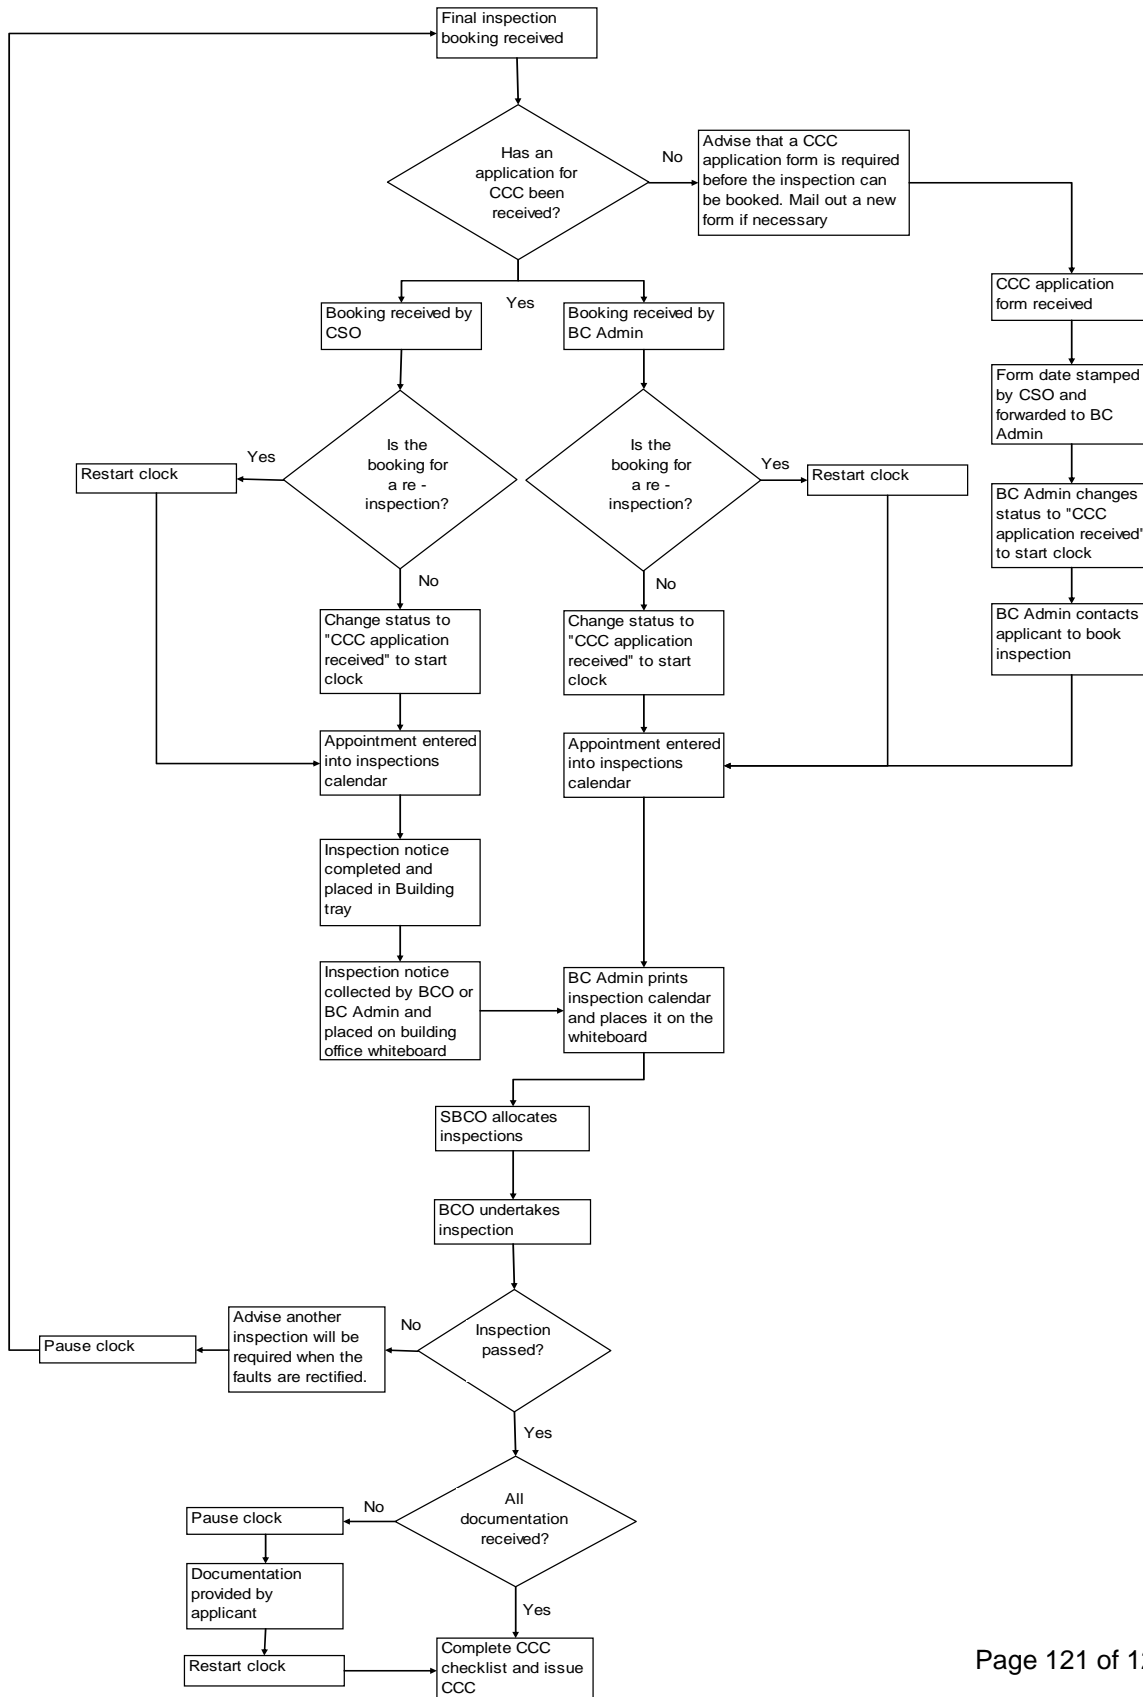 Final inspection
booking received
Has an
application for
CCC been
received?
No
Advise that a CCC
application form is required
before the inspection can
be booked. Mail out a new
form if necessary
CCC application
form received
Yes
Booking received by
CSO
Booking received by
BC Admin
Form date stamped
by CSO and
forwarded to BC
Admin
Is the
booking for
a re -
inspection?
Yes
Restart clock
No
Is the
booking for
a re -
inspection?
Yes
Restart clock
No
BC Admin changes
status to "CCC
application received"
to start clock
BC Admin contacts
applicant to book
inspection
Change status to
"CCC application
received" to start
clock
Change status to
"CCC application
received" to start
clock
Appointment entered
into inspections
calendar
Appointment entered
into inspections
calendar
Inspection notice
completed and
placed in Building
tray
Inspection notice
collected by BCO or
BC Admin and
placed on building
office whiteboard
BC Admin prints
inspection calendar
and places it on the
whiteboard
SBCO allocates
inspections
BCO undertakes
inspection
Inspection
passed?
No
Advise another
inspection will be
required when the
faults are rectified.
Pause clock
Yes
All
documentation
received?
No
Pause clock
Documentation
provided by
applicant
Restart clock
Yes
Complete CCC
checklist and issue
CCC
Page 121 of